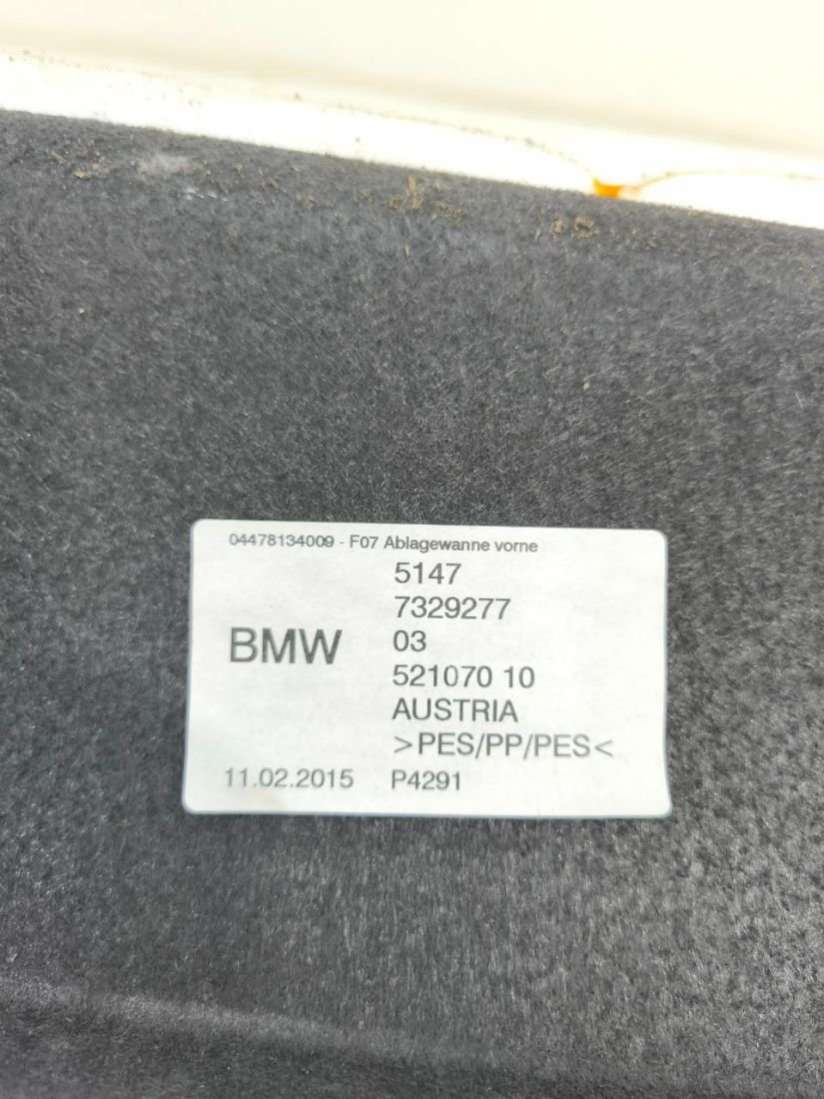 04478134009 - F07 Ablagewanne vorne
5147
7329277
BMW 03
521070 10
AUSTRIA
>PES/PP/PES<
11.02.2015 P4291